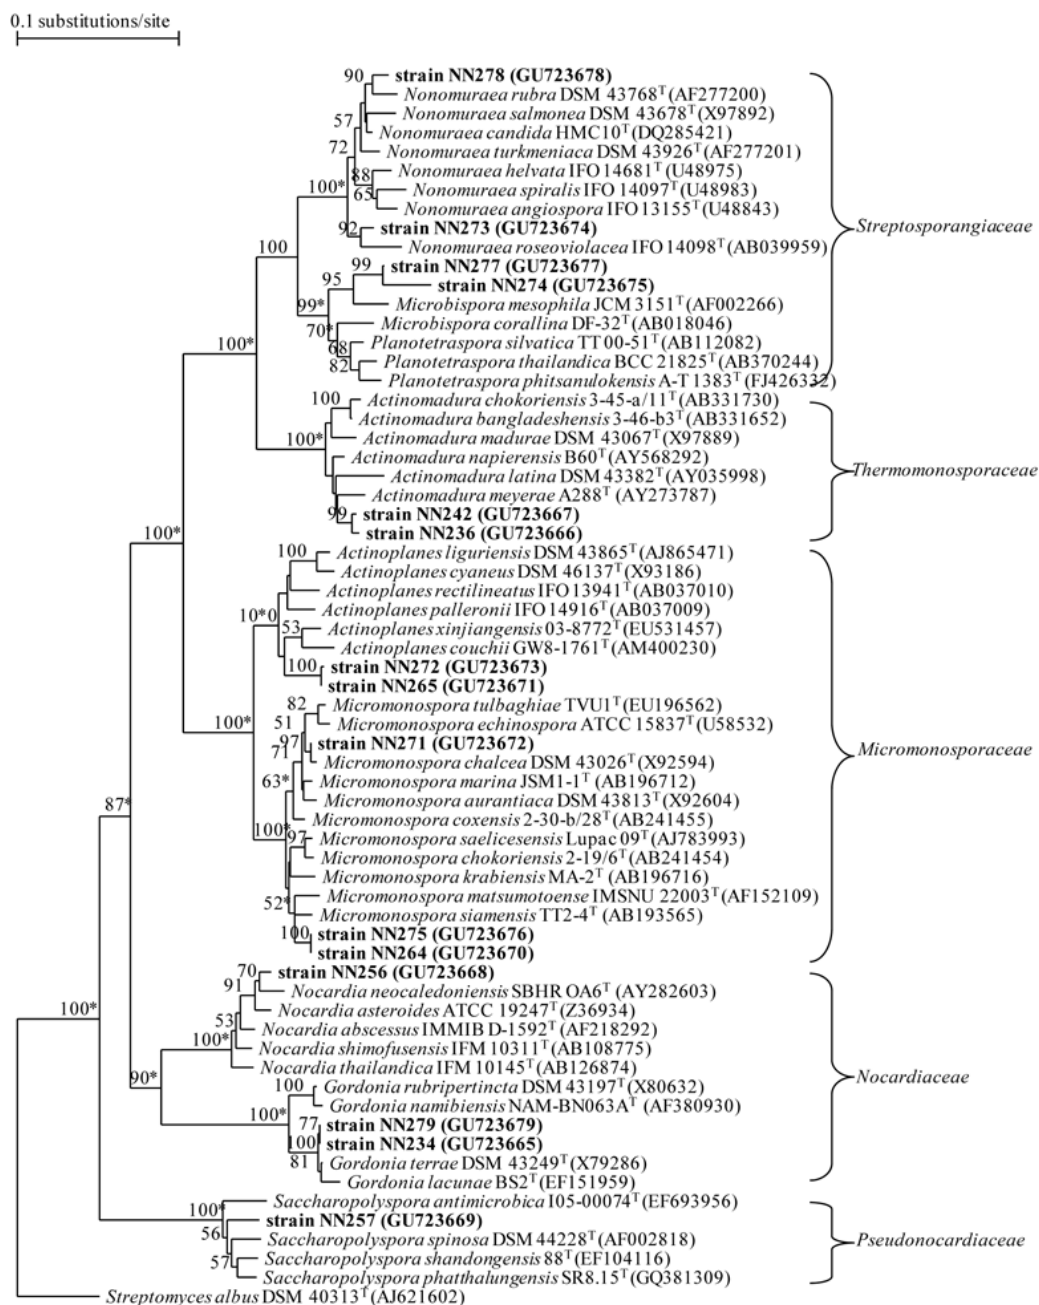 0.1 substitutions/site
90 strain NN278 (GU723678)
Nonomuraea rubra DSM 43768ᵀ(AF277200)
Nonomuraea salmonea DSM 43678ᵀ(X97892)
57 Nonomuraea candida HMC10ᵀ(DQ285421)
72 Nonomuraea turkmeniaca DSM 43926ᵀ(AF277201)
88 Nonomuraea helvata IFO 14681ᵀ(U48975)
100* 65 Nonomuraea spiralis IFO 14097ᵀ(U48983)
Nonomuraea angiospora IFO 13155ᵀ(U48843)
92 strain NN273 (GU723674) Streptosporangiaceae
100 Nonomuraea roseoviolacea IFO 14098ᵀ(AB039959)
99 strain NN277 (GU723677)
95 strain NN274 (GU723675)
99* Microbispora mesophila JCM 3151ᵀ(AF002266)
70* Microbispora corallina DF-32ᵀ(AB018046)
100* 68 Planotetraspora silvatica TT 00-51ᵀ(AB112082)
82 Planotetraspora thailandica BCC 21825ᵀ(AB370244)
Planotetraspora phitsanulokensis A-T 1383ᵀ(FJ426332)
100 Actinomadura chokoriensis 3-45-a/11ᵀ(AB331730)
Actinomadura bangladeshensis 3-46-b3ᵀ(AB331652)
100* Actinomadura madurae DSM 43067ᵀ(X97889)
Actinomadura napierensis B60ᵀ(AY568292)
Actinomadura latina DSM 43382ᵀ(AY035998) Thermomonosporaceae
Actinomadura meyerae A288ᵀ (AY273787)
99 strain NN242 (GU723667)
100* strain NN236 (GU723666)
100 Actinoplanes liguriensis DSM 43865ᵀ(AJ865471)
Actinoplanes cyaneus DSM 46137ᵀ(X93186)
Actinoplanes rectilineatus IFO 13941ᵀ(AB037010)
Actinoplanes palleronii IFO 14916ᵀ(AB037009)
10*0 53 Actinoplanes xinjiangensis 03-8772ᵀ(EU531457)
Actinoplanes couchii GW8-1761ᵀ(AM400230)
100 strain NN272 (GU723673)
strain NN265 (GU723671)
82 Micromonospora tulbaghiae TVU1ᵀ(EU196562)
100* 51 Micromonospora echinospora ATCC 15837ᵀ(U58532)
97 strain NN271 (GU723672) Micromonosporaceae
71 Micromonospora chalcea DSM 43026ᵀ(X92594)
63* Micromonospora marina JSM1-1ᵀ(AB196712)
87* Micromonospora aurantiaca DSM 43813ᵀ(X92604)
Micromonospora coxensis 2-30-b/28ᵀ(AB241455)
100* 97 Micromonospora saelicesensis Lupac 09ᵀ(AJ783993)
Micromonospora chokoriensis 2-19/6ᵀ(AB241454)
Micromonospora krabiensis MA-2ᵀ(AB196716)
Micromonospora matsumotoense IMSNU 22003ᵀ(AF152109)
52* Micromonospora siamensis TT2-4ᵀ (AB193565)
100 strain NN275 (GU723676)
strain NN264 (GU723670)
70 strain NN256 (GU723668)
91 Nocardia neocaledoniensis SBHR OA6ᵀ(AY282603)
100* Nocardia asteroides ATCC 19247ᵀ(Z36934)
53 Nocardia abscessus IMMIB D-1592ᵀ(AF218292)
100* Nocardia shimofusensis IFM 10311ᵀ(AB108775)
Nocardia thailandica IFM 10145ᵀ(AB126874)
90* 100 Gordonia rubripertincta DSM 43197ᵀ(X80632) Nocardiaceae
Gordonia namibiensis NAM-BN063Aᵀ (AF380930)
100* 77 strain NN279 (GU723679)
100 strain NN234 (GU723665)
81 Gordonia terrae DSM 43249ᵀ(X79286)
Gordonia lacunae BS2ᵀ(EF151959)
100* Saccharopolyspora antimicrobica I05-00074ᵀ(EF693956)
strain NN257 (GU723669)
56 Saccharopolyspora spinosa DSM 44228ᵀ(AF002818) Pseudonocardiaceae
57 Saccharopolyspora shandongensis 88ᵀ(EF104116)
Saccharopolyspora phatthalungensis SR8.15ᵀ(GQ381309)
Streptomyces albus DSM 40313ᵀ(AJ621602)